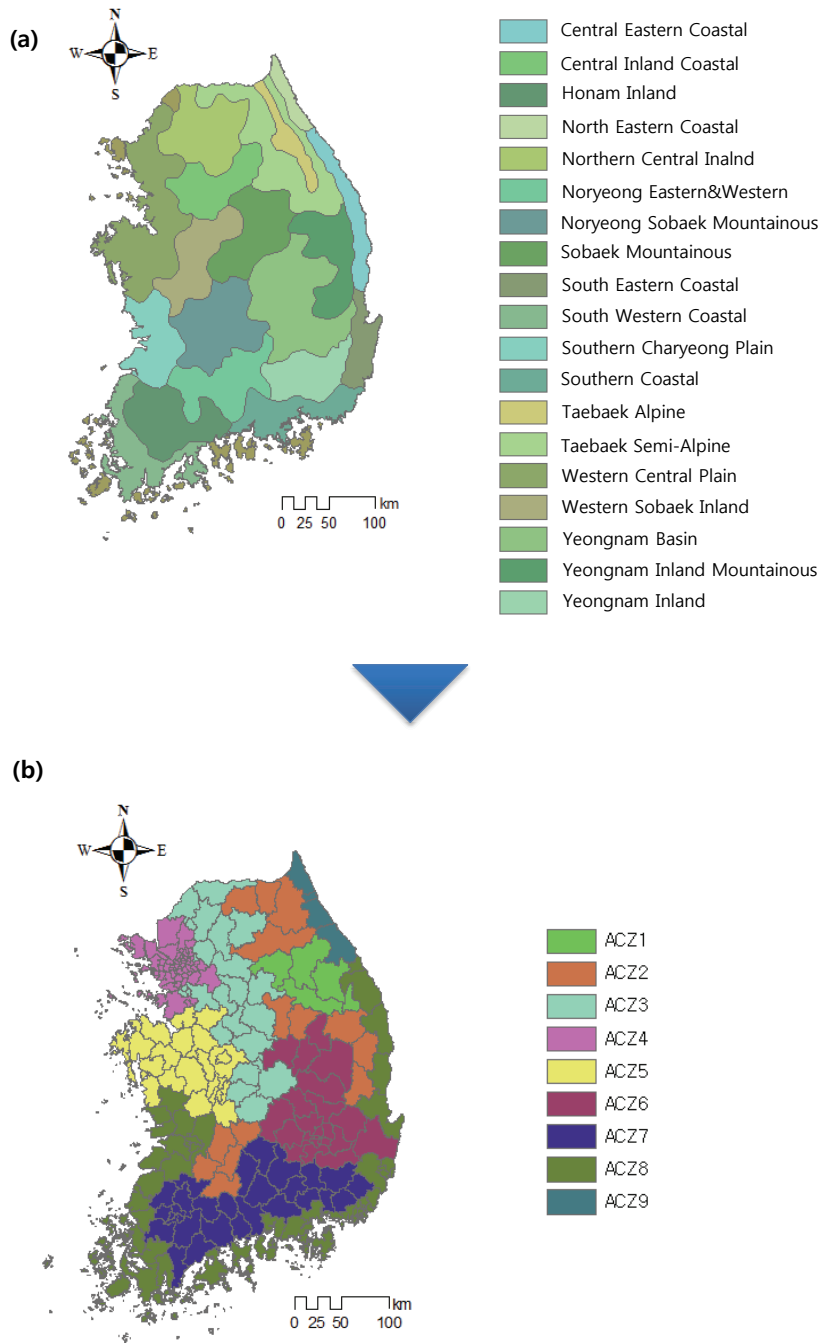 (a)
N
W E
S
Central Eastern Coastal
Central Inland Coastal
Honam Inland
North Eastern Coastal
Northern Central Inalnd
Noryeong Eastern&Western
Noryeong Sobaek Mountainous
Sobaek Mountainous
South Eastern Coastal
South Western Coastal
Southern Charyeong Plain
Southern Coastal
Taebaek Alpine
Taebaek Semi-Alpine
Western Central Plain
Western Sobaek Inland
Yeongnam Basin
Yeongnam Inland Mountainous
Yeongnam Inland
km
0 25 50 100
(b)
N
W E
S
ACZ1
ACZ2
ACZ3
ACZ4
ACZ5
ACZ6
ACZ7
ACZ8
ACZ9
km
0 25 50 100